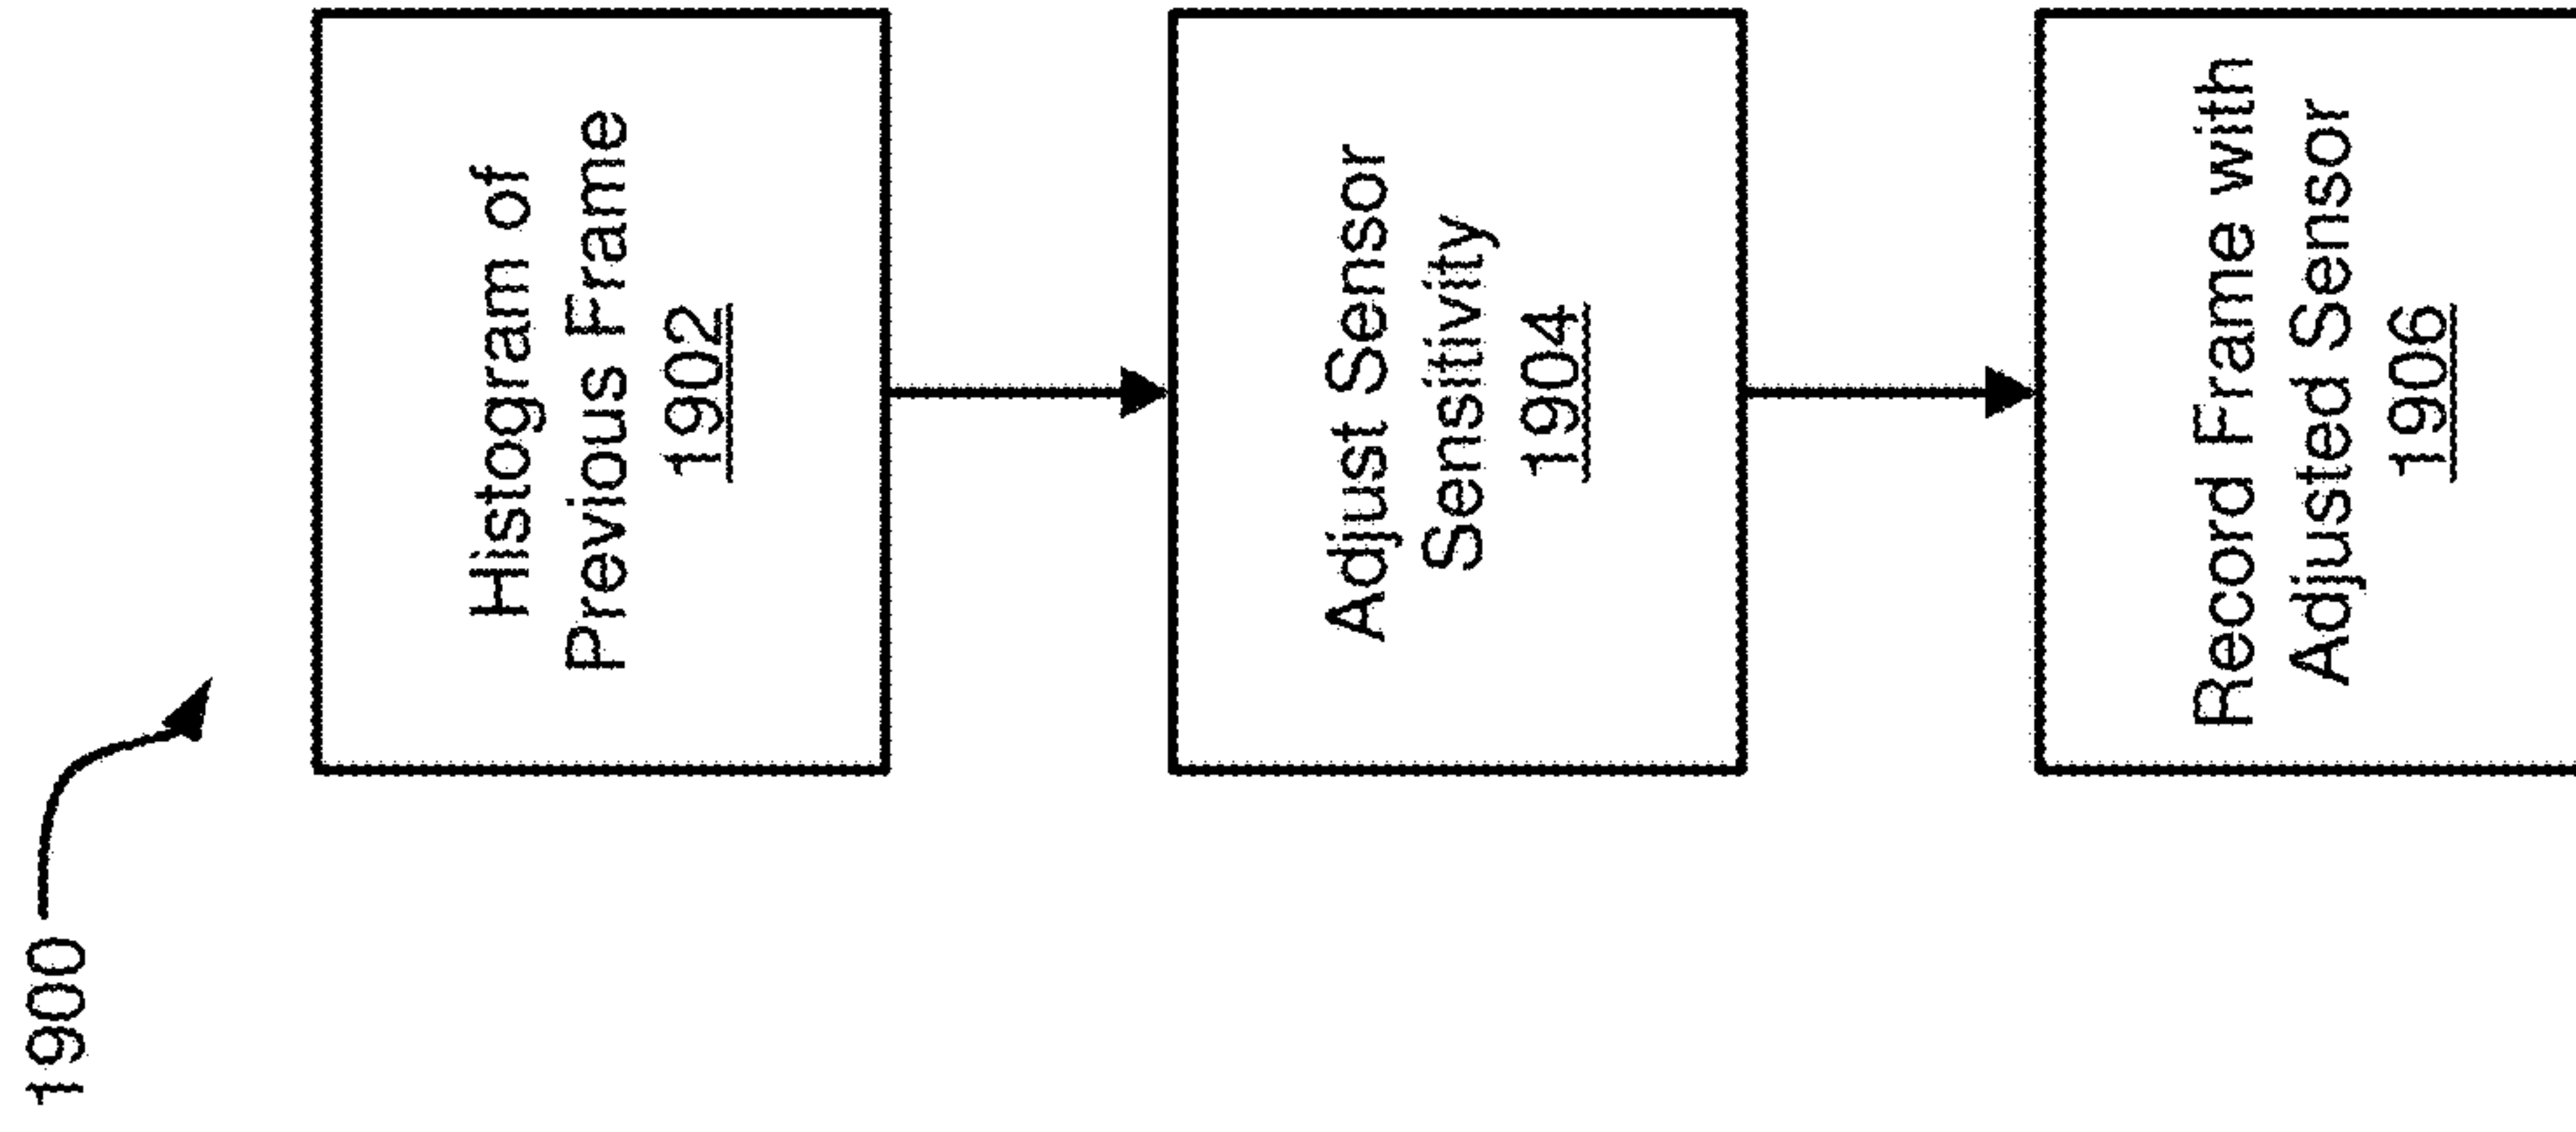 1900
Histogram of
Previous Frame
1902
Adjust Sensor
Sensitivity
1904
Record Frame with
Adjusted Sensor
1906